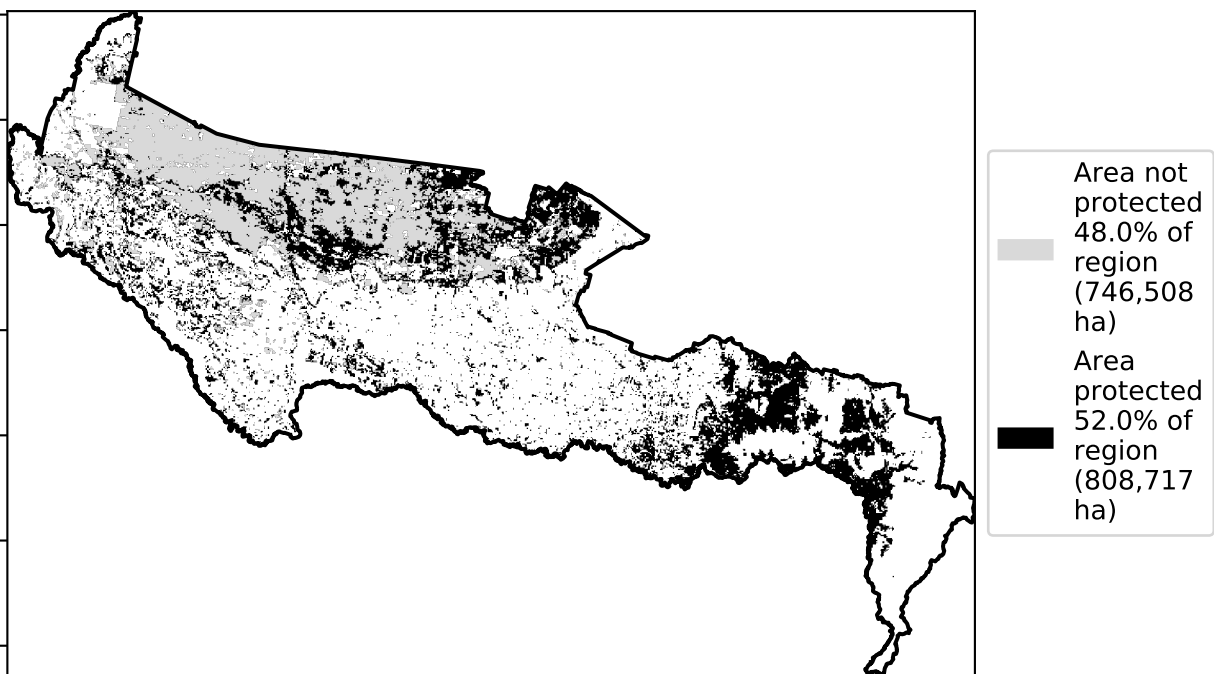 Area not
protected
48.0% of
region
(746,508
ha)
Area
protected
52.0% of
region
(808,717
ha)